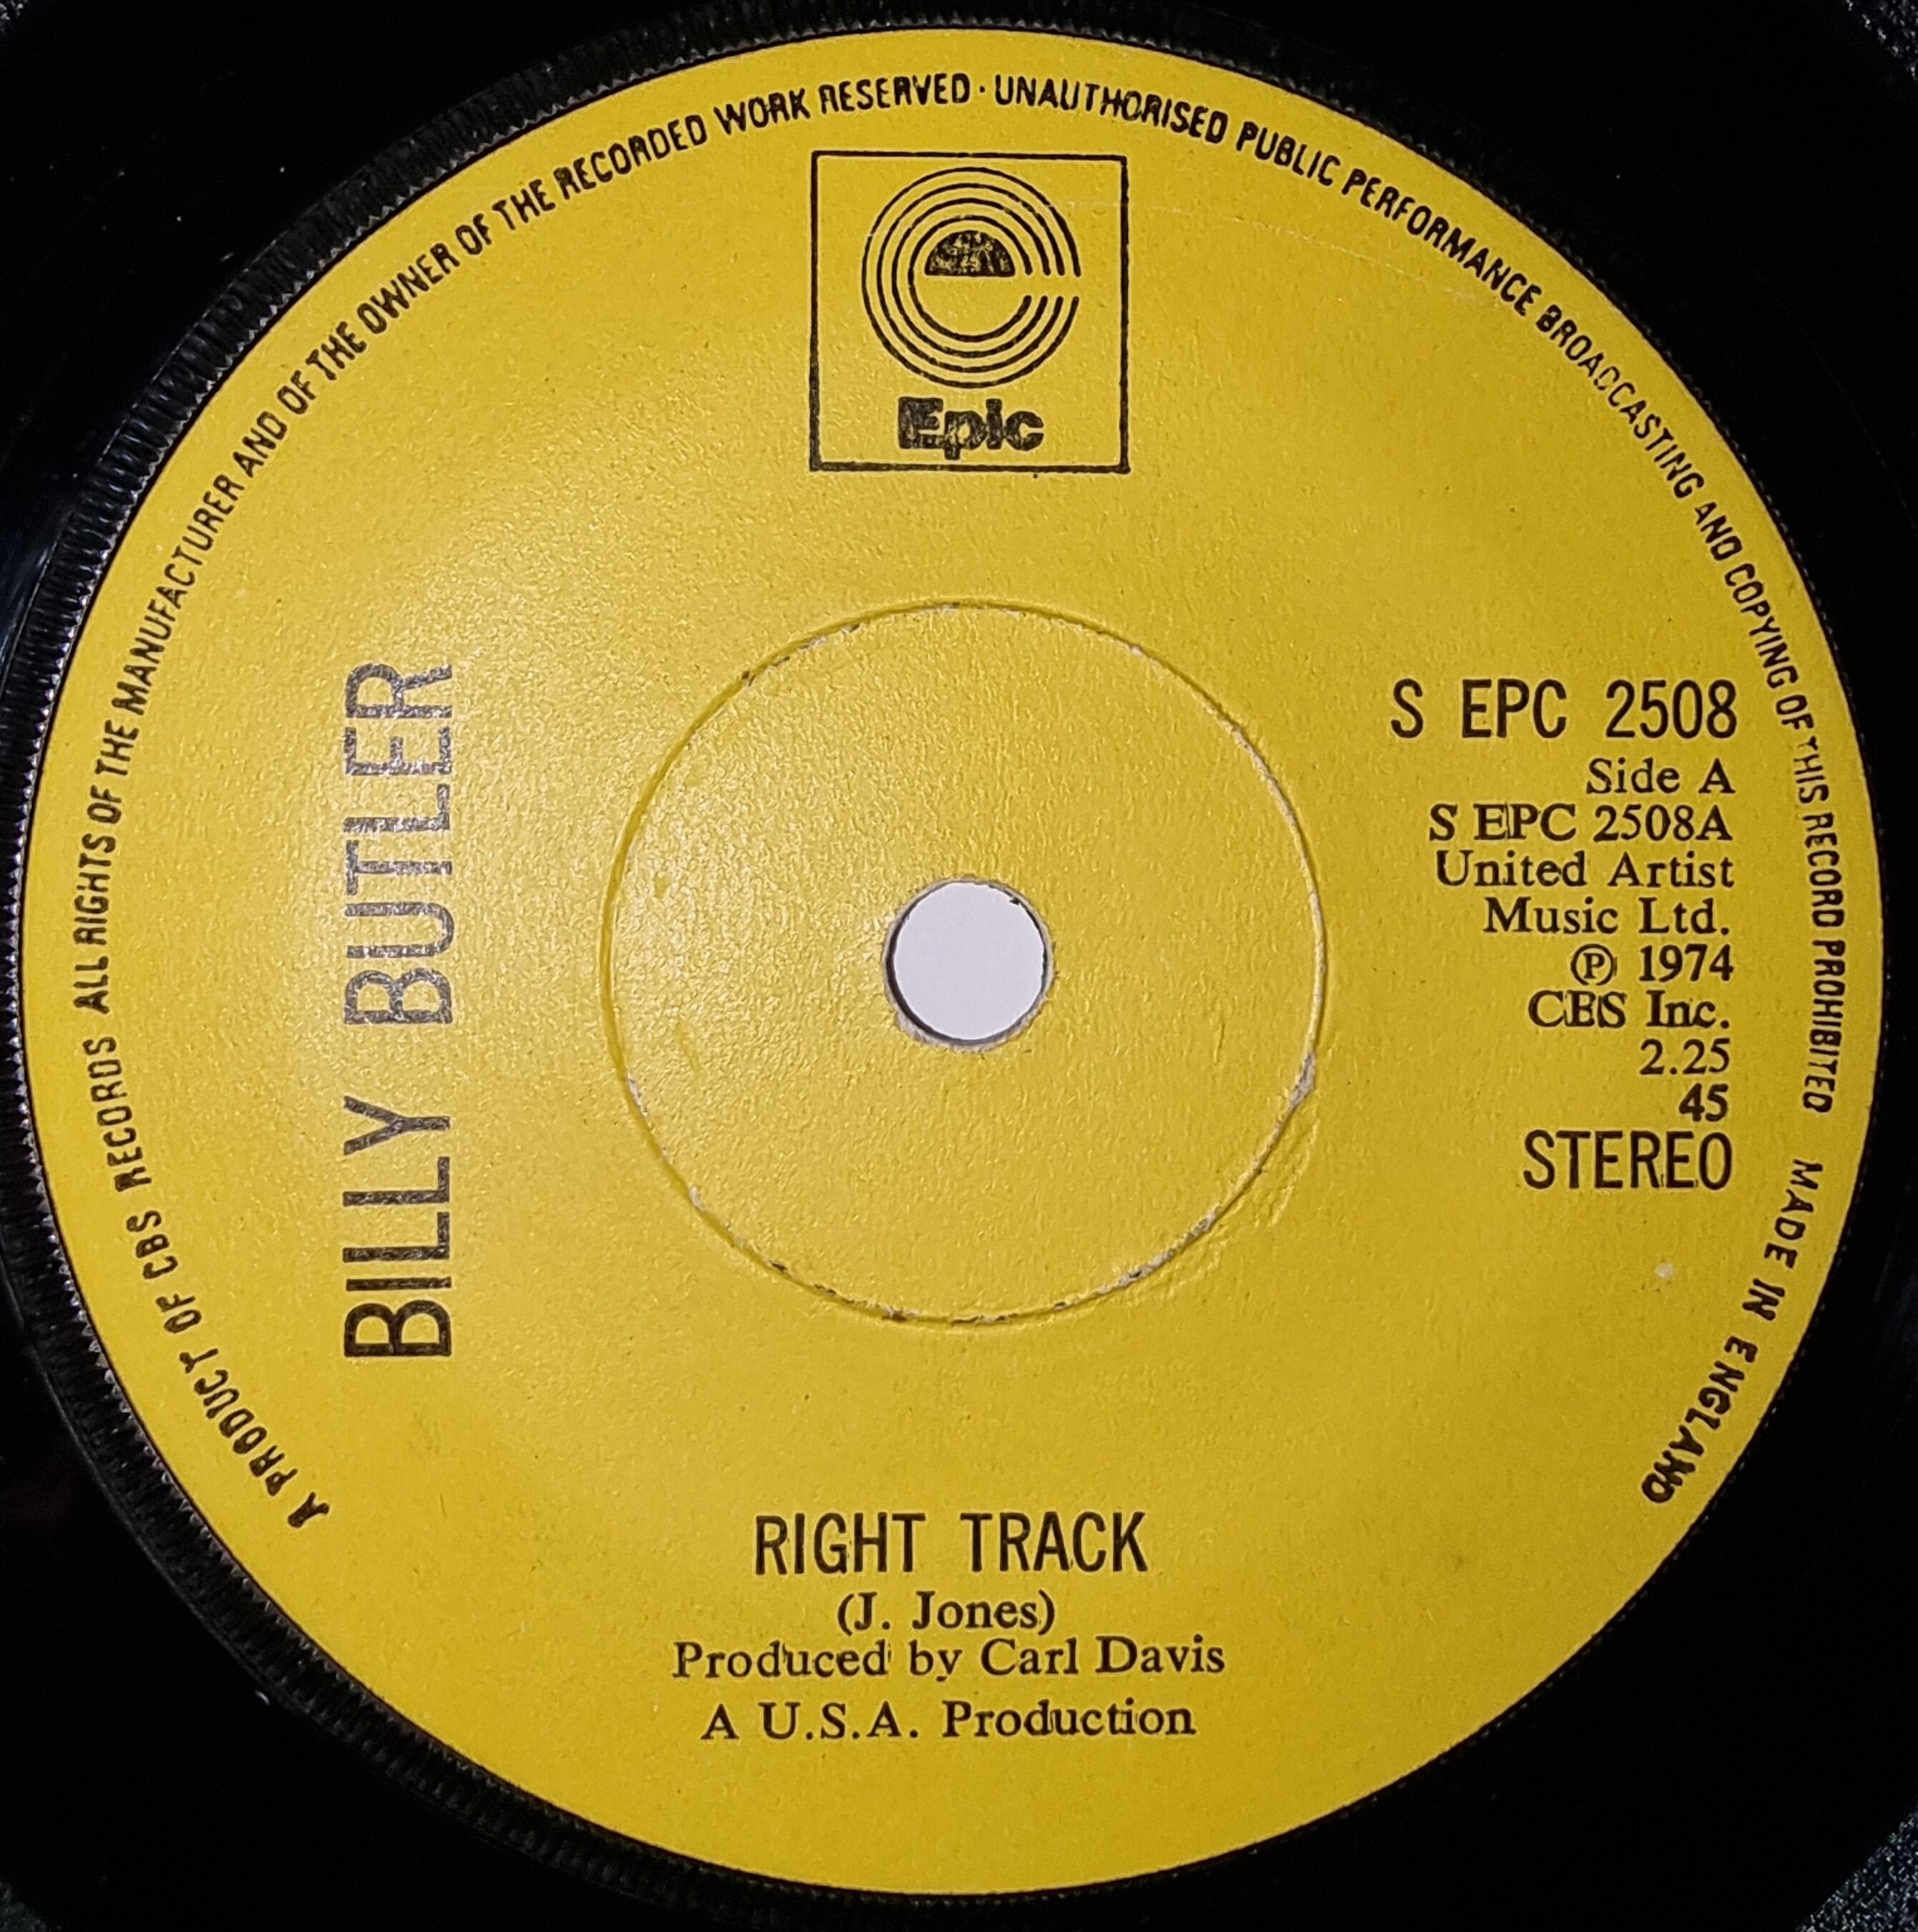 A PRODUCT OF CBS RECORDS ALL RIGHTS OF THE MANUFACTURER AND OF THE OWNER OF THE RECORDED WORK RESERVED · UNAUTHORISED PUBLIC PERFORMANCE BROADCASTING AND COPYING OF THIS RECORD PROHIBITED MADE IN ENGLAND
Epic
BILLY BUTLER
S EPC 2508
Side A
S EPC 2508A
United Artist
Music Ltd.
℗ 1974
CBS Inc.
2.25
45
STEREO
RIGHT TRACK
(J. Jones)
Produced by Carl Davis
A U.S.A. Production